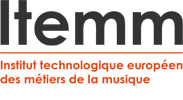 Itemm
Institut technologique européen
des métiers de la musique